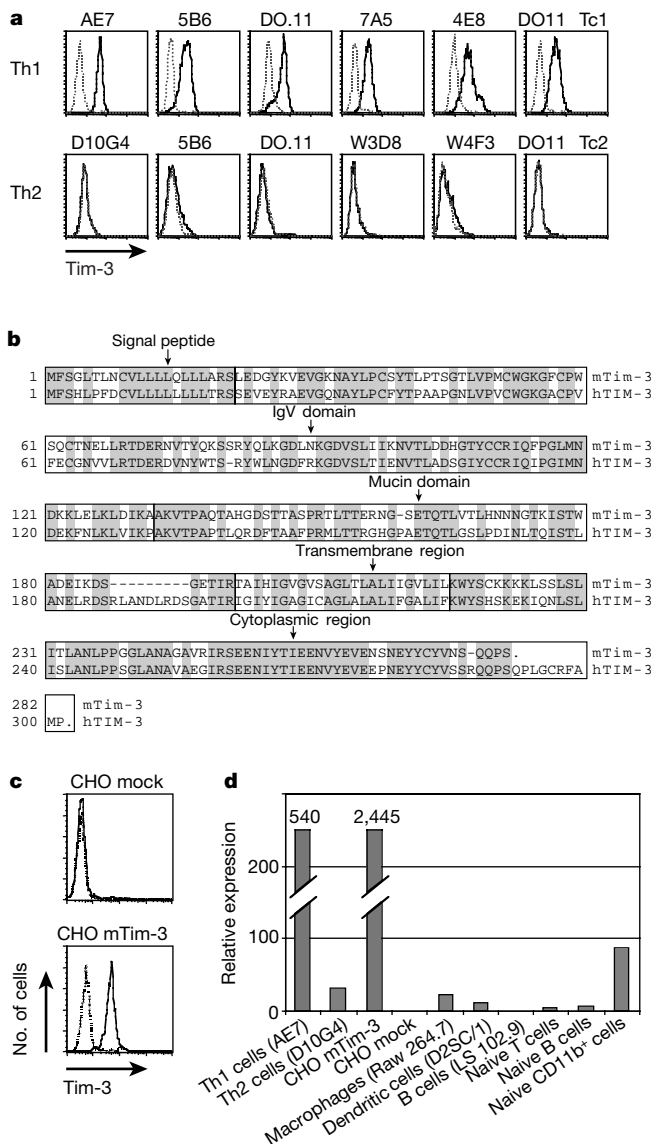 a
AE7 5B6 DO.11 7A5 4E8 DO11 Tc1
Th1
D10G4 5B6 DO.11 W3D8 W4F3 DO11 Tc2
Th2
Tim-3
b
Signal peptide
1 MFSGLTLNCVLLLLQLLLARSLEDGYKVEVGKNAYLPCSYTLPTSGTLVPMCWGKGFCPW mTim-3
1 MFSHLPFDCVLLLLLLLLTRSSEVEYRAEVGQNAYLPCFYTPAAPGNLVPVCWGKGACPV hTIM-3
IgV domain
61 SQCTNELLRTDERNVTYQKSSRYQLKGDLNKGDVSLIIKNVTLDDHGTYCCRIQFPGLMN mTim-3
61 FECGNVVLRTDERDVNYWTS-RYWLNGDFRKGDVSLTIENVTLADSGIYCCRIQIPGIMN hTIM-3
Mucin domain
121 DKKLELKLDIKAAKVTPAQTAHGDSTTASPRTLTTERNG-SETQTLVTLHNNNGTKISTW mTim-3
120 DEKFNLKLVIKPAKVTPAPTLQRDFTAAFPRMLTTRGHGPAETQTLGSLPDINLTQISTL hTIM-3
Transmembrane region
180 ADEIKDS---------GETIRTAIHIGVGVSAGLTLALIIGVLILKWYSCKKKKLSSLSL mTim-3
180 ANELRDSRLANDLRDSGATIRIGIYIGAGICAGLALALIFGALIFKWYSHSKEKIQNLSL hTIM-3
Cytoplasmic region
231 ITLANLPPGGLANAGAVRIRSEENIYTIEENVYEVENSNEYYCYVNS-QQPS. mTim-3
240 ISLANLPPSGLANAVAEGIRSEENIYTIEENVYEVEEPNEYYCYVSSRQQPSQPLGCRFA hTIM-3
282 mTim-3
300 MP. hTIM-3
c
CHO mock
CHO mTim-3
No. of cells
Tim-3
d
540 2,445
Relative expression
200
100
0
Th1 cells (AE7)
Th2 cells (D10G4)
CHO mTim-3
CHO mock
Macrophages (Raw 264.7)
Dendritic cells (D2SC/1)
B cells (LS 102.9)
Naive T cells
Naive B cells
Naive CD11b⁺ cells